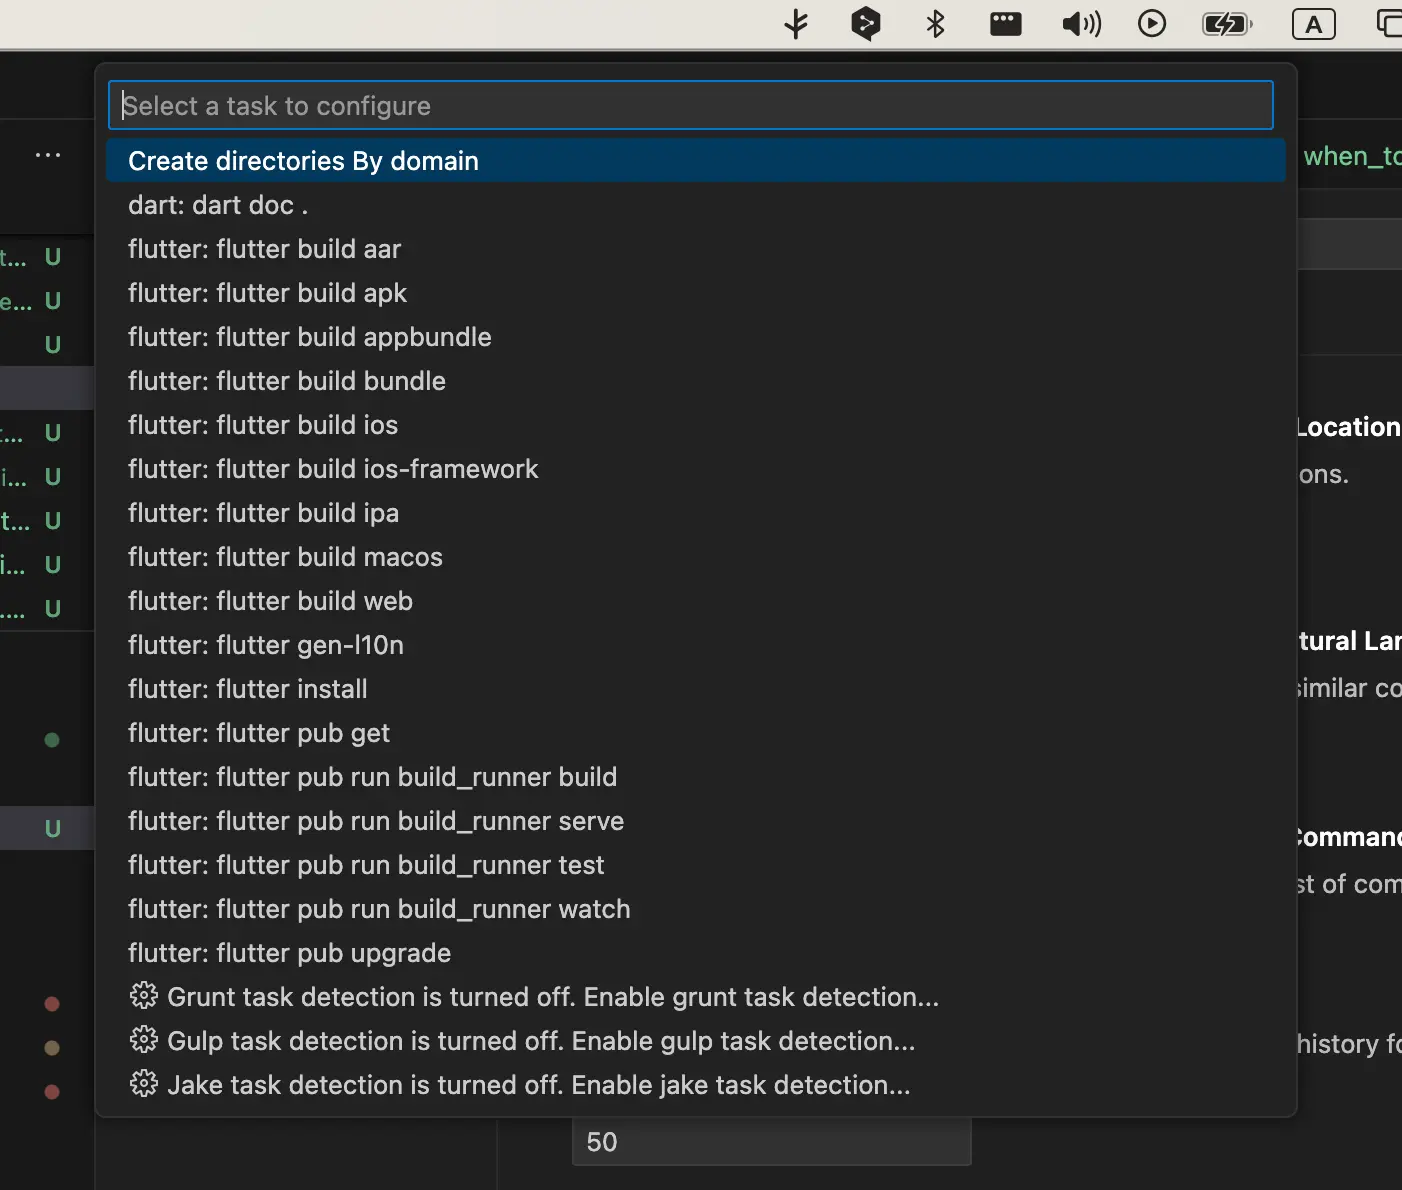 A
Select a task to configure
...
Create directories By domain
when_to
dart: dart doc .
t... U
flutter: flutter build aar
e... U
flutter: flutter build apk
U
flutter: flutter build appbundle
flutter: flutter build bundle
... U
flutter: flutter build ios
Location
i... U
flutter: flutter build ios-framework
ons.
t... U
flutter: flutter build ipa
i... U
flutter: flutter build macos
.... U
flutter: flutter build web
flutter: flutter gen-l10n
tural Lan
flutter: flutter install
similar co
flutter: flutter pub get
flutter: flutter pub run build_runner build
U
flutter: flutter pub run build_runner serve
Command
flutter: flutter pub run build_runner test
st of com
flutter: flutter pub run build_runner watch
flutter: flutter pub upgrade
Grunt task detection is turned off. Enable grunt task detection...
Gulp task detection is turned off. Enable gulp task detection...
history fo
Jake task detection is turned off. Enable jake task detection...
50